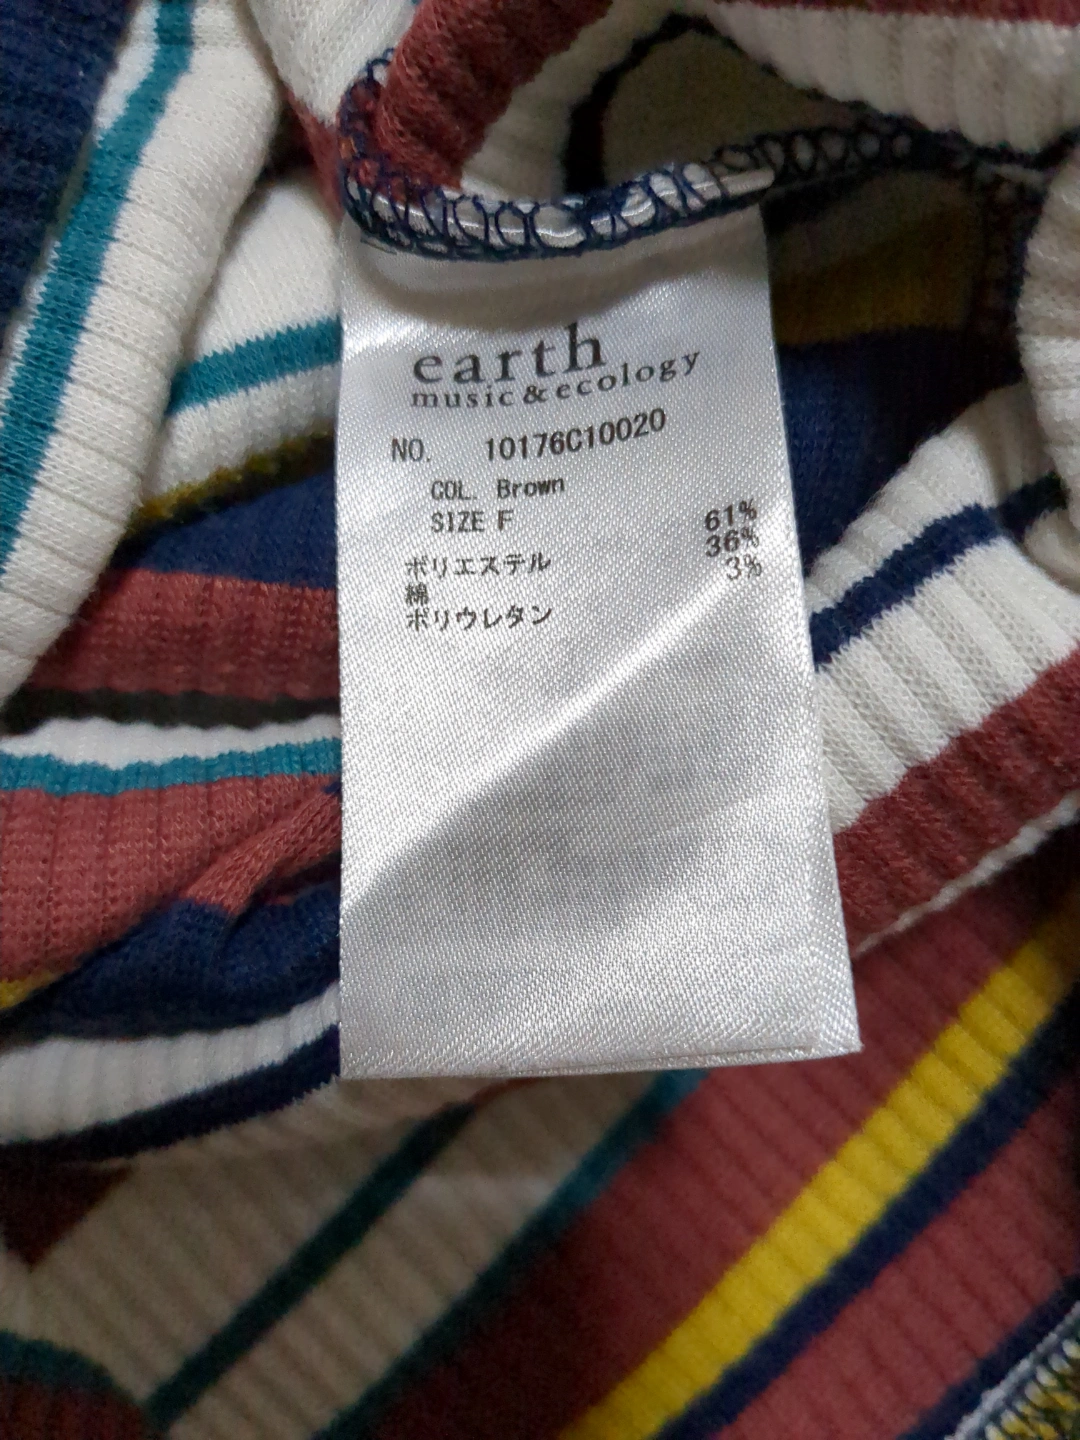 earth
music & ecology
NO. 10176C10020
COL. Brown
SIZE F
ポリエステル 61%
綿 36%
ポリウレタン 3%